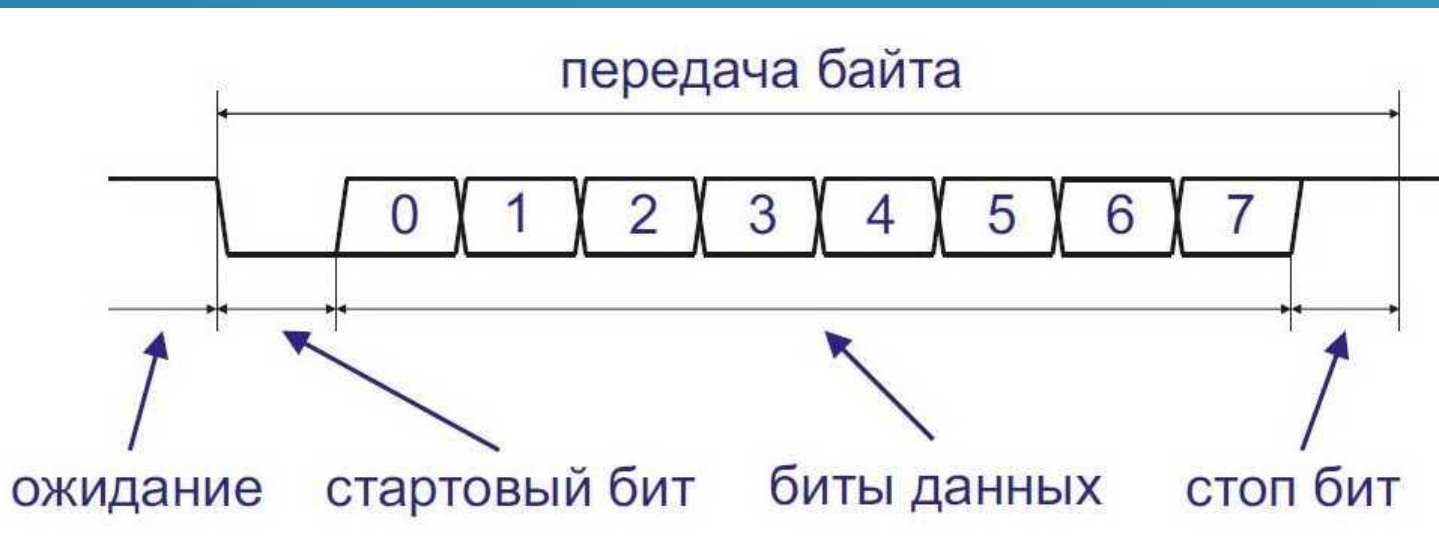 передача байта
0 1 2 3 4 5 6 7
ожидание стартовый бит биты данных стоп бит